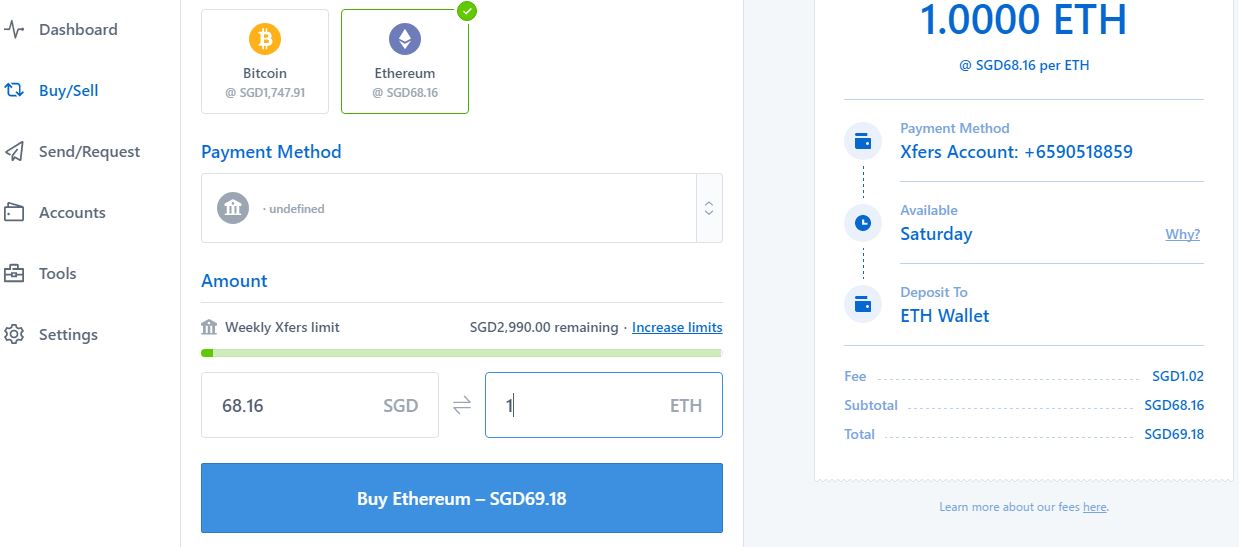 Dashboard
Buy/Sell
Send/Request
Accounts
Tools
Settings
Bitcoin
@ SGD1,747.91
Ethereum
@ SGD68.16
Payment Method
· undefined
Amount
Weekly Xfers limit
SGD2,990.00 remaining · Increase limits
68.16 SGD
1 ETH
Buy Ethereum – SGD69.18
1.0000 ETH
@ SGD68.16 per ETH
Payment Method
Xfers Account: +6590518859
Available
Saturday Why?
Deposit To
ETH Wallet
Fee SGD1.02
Subtotal SGD68.16
Total SGD69.18
Learn more about our fees here.